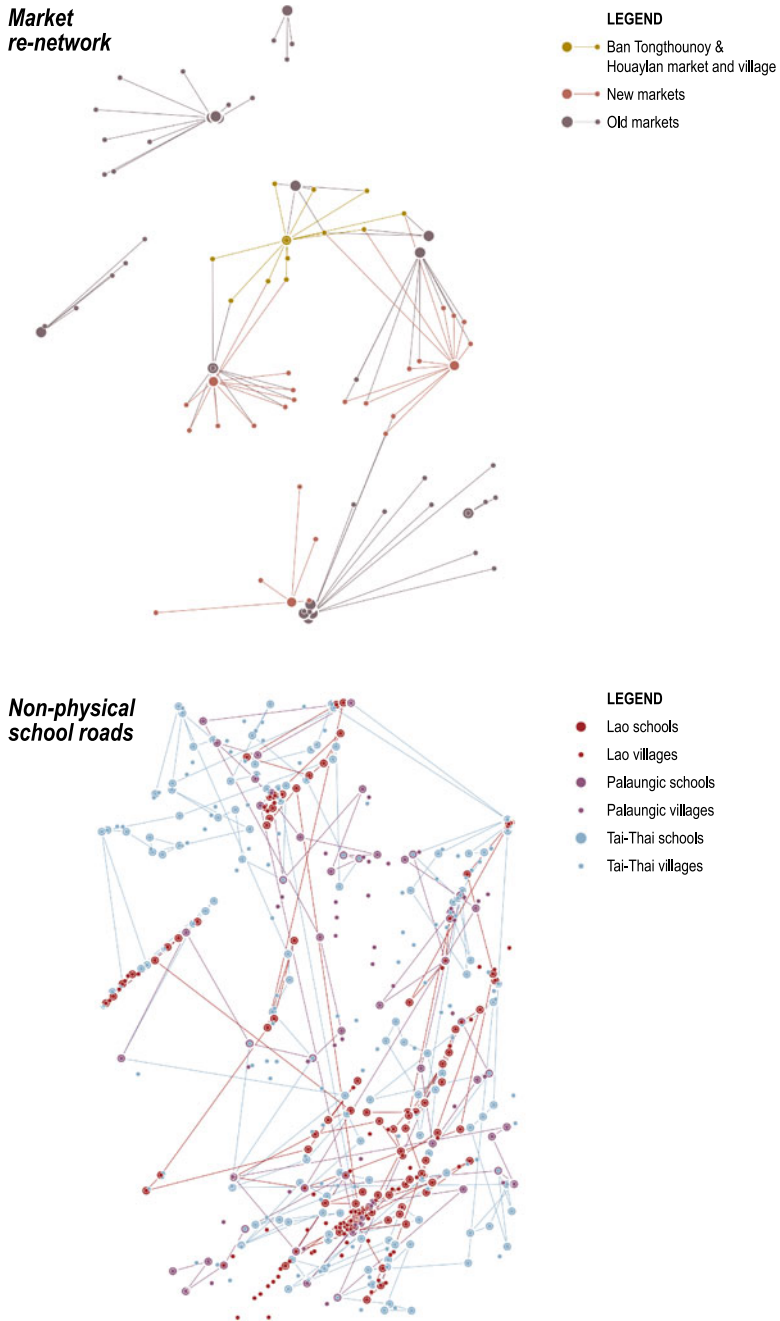 Market
re-network
LEGEND
Ban Tongthounoy &
Houaylan market and village
New markets
Old markets
Non-physical
school roads
LEGEND
Lao schools
Lao villages
Palaungic schools
Palaungic villages
Tai-Thai schools
Tai-Thai villages